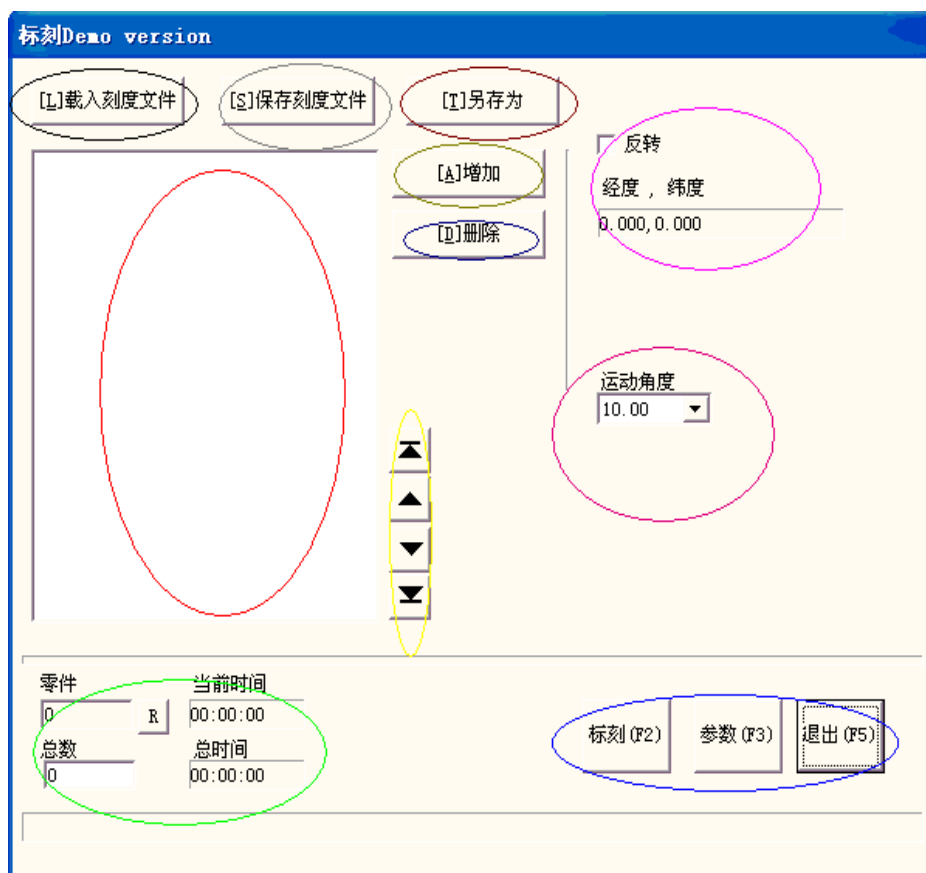 标刻Demo version
[L]载入刻度文件 [S]保存刻度文件 [T]另存为
[A]增加
[D]删除
反转
经度 , 纬度
0.000,0.000
运动角度
10.00
零件 当前时间
0 R 00:00:00
总数 总时间
0 00:00:00
标刻(F2) 参数(F3) 退出(F5)